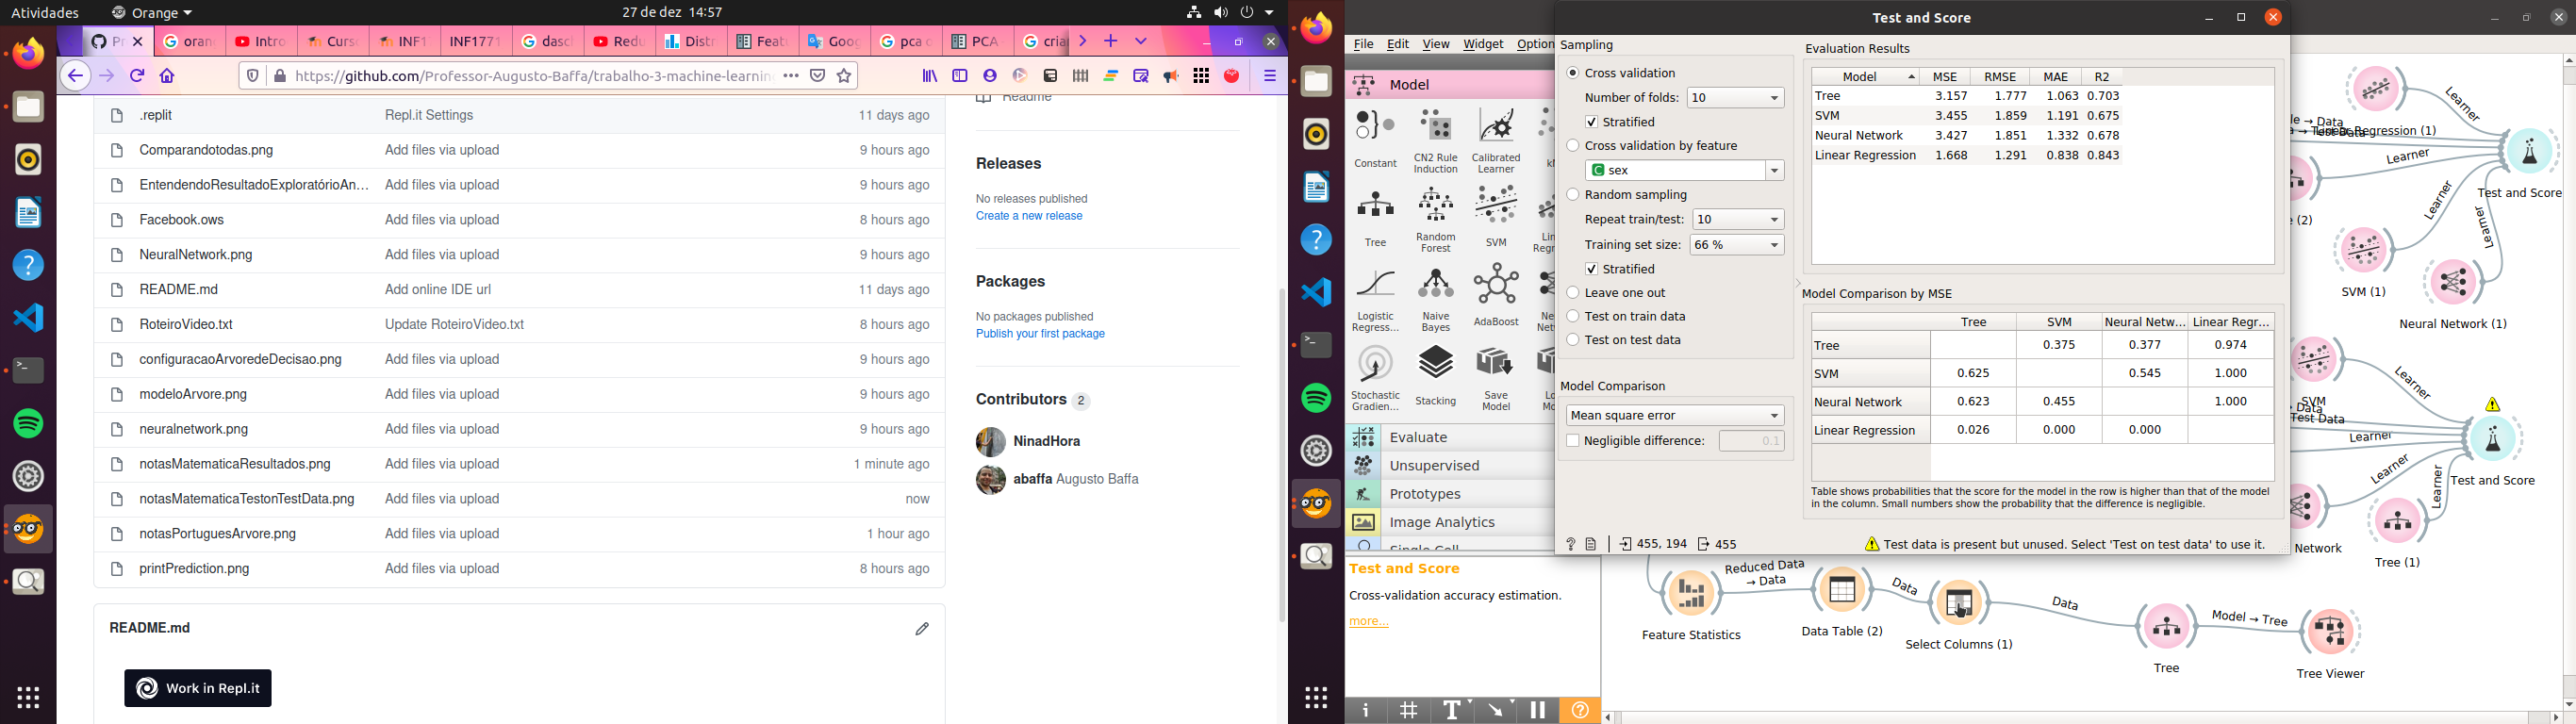 Atividades
Orange
27 de dez 14:57
Pr
oran
Intro
Curs
INF1
INF1771
dasci
Redu
Distr
Feat
Goog
pca
PCA
cria
https://github.com/Professor-Augusto-Baffa/trabalho-3-machine-learnin
Readme
.replit Repl.it Settings 11 days ago
Comparandotodas.png Add files via upload 9 hours ago
EntendendoResultadoExploratórioAn... Add files via upload 9 hours ago
Facebook.ows Add files via upload 8 hours ago
NeuralNetwork.png Add files via upload 9 hours ago
README.md Add online IDE url 11 days ago
RoteiroVideo.txt Update RoteiroVideo.txt 8 hours ago
configuracaoArvoredeDecisao.png Add files via upload 9 hours ago
modeloArvore.png Add files via upload 9 hours ago
neuralnetwork.png Add files via upload 9 hours ago
notasMatematicaResultados.png Add files via upload 1 minute ago
notasMatematicaTestonTestData.png Add files via upload now
notasPortuguesArvore.png Add files via upload 1 hour ago
printPrediction.png Add files via upload 8 hours ago
README.md
Work in Repl.it
Releases
No releases published
Create a new release
Packages
No packages published
Publish your first package
Contributors 2
NinadHora
abaffa Augusto Baffa
File Edit View Widget Option
Model
Constant
CN2 Rule Induction
Calibrated Learner
Tree
Random Forest
SVM
Logistic Regress...
Naive Bayes
AdaBoost
Stochastic Gradien...
Stacking
Save Model
Evaluate
Unsupervised
Prototypes
Image Analytics
Single Cell
Test and Score
Cross-validation accuracy estimation.
more...
Test and Score
Sampling
Cross validation
Number of folds: 10
Stratified
Cross validation by feature
C sex
Random sampling
Repeat train/test: 10
Training set size: 66 %
Stratified
Leave one out
Test on train data
Test on test data
Model Comparison
Mean square error
Negligible difference: 0.1
455, 194 455
Evaluation Results
Model MSE RMSE MAE R2
Tree 3.157 1.777 1.063 0.703
SVM 3.455 1.859 1.191 0.675
Neural Network 3.427 1.851 1.332 0.678
Linear Regression 1.668 1.291 0.838 0.843
Model Comparison by MSE
Tree SVM Neural Netw... Linear Regr...
Tree 0.375 0.377 0.974
SVM 0.625 0.545 1.000
Neural Network 0.623 0.455 1.000
Linear Regression 0.026 0.000 0.000
Table shows probabilities that the score for the model in the row is higher than that of the model
in the column. Small numbers show the probability that the difference is negligible.
Test data is present but unused. Select 'Test on test data' to use it.
Learner
Regression (1)
Learner
Test and Score
(2)
Learner
Learner
SVM (1)
Neural Network (1)
Learner
SVM
Data
Test Data
Learner
Learner
Learner
Test and Score
Network
Tree (1)
Reduced Data → Data
Data
Data
Model → Tree
Feature Statistics
Data Table (2)
Select Columns (1)
Tree
Tree Viewer